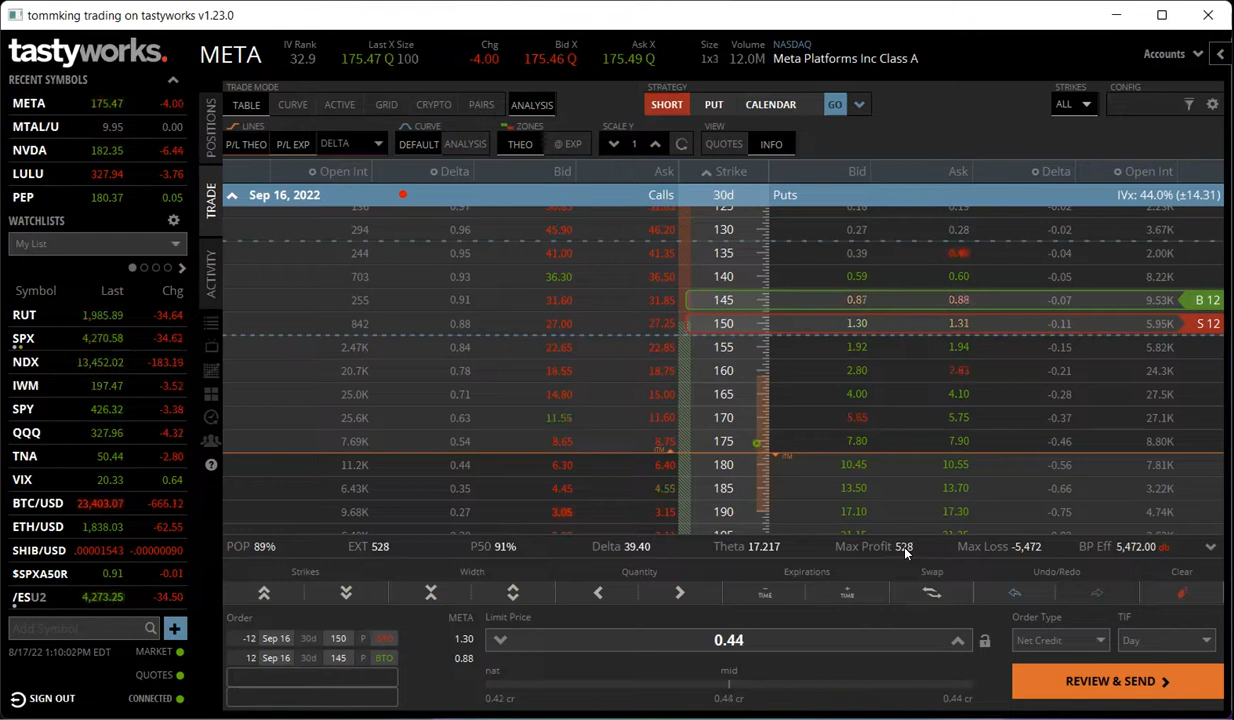 tommking trading on tastyworks v1.23.0
tastyworks.
META
IV Rank Last X Size Chg Bid X Ask X Size Volume NASDAQ
32.9 175.47 Q 100 -4.00 175.46 Q 175.49 Q 1x3 12.0M Meta Platforms Inc Class A
Accounts
RECENT SYMBOLS
META 175.47 -4.00
MTAL/U 9.95 0.00
NVDA 182.35 -6.44
LULU 327.94 -3.76
PEP 180.37 0.05
WATCHLISTS
My List
Symbol Last Chg
RUT 1,985.89 -34.64
SPX 4,270.58 -34.62
NDX 13,452.02 -183.19
IWM 197.47 -3.52
SPY 426.32 -3.38
QQQ 327.96 -4.32
TNA 50.44 -2.80
VIX 20.33 0.64
BTC/USD 23,403.07 -666.12
ETH/USD 1,838.03 -62.55
SHIB/USD .00001543 -.00000090
$SPXA50R 0.91 -0.01
/ESU2 4,273.25 -34.50
Add Symbol
8/17/22 1:10:02PM EDT MARKET
QUOTES
SIGN OUT CONNECTED
POSITIONS
TRADE
ACTIVITY
TRADE MODE STRATEGY STRIKES CONFIG
TABLE CURVE ACTIVE GRID CRYPTO PAIRS ANALYSIS SHORT PUT CALENDAR GO ALL
LINES CURVE ZONES SCALE Y VIEW
P/L THEO P/L EXP DELTA DEFAULT ANALYSIS THEO @ EXP 1 QUOTES INFO
Open Int Delta Bid Ask Strike Bid Ask Delta Open Int
Sep 16, 2022 Calls 30d Puts IVx: 44.0% (±14.31)
294 0.96 45.90 46.20 130 0.27 0.28 -0.02 3.67K
244 0.95 41.00 41.35 135 0.39 -0.04 2.00K
703 0.93 36.30 36.50 140 0.59 0.60 -0.05 8.22K
255 0.91 31.60 31.85 145 0.87 0.88 -0.07 9.53K B 12
842 0.88 27.00 27.25 150 1.30 1.31 -0.11 5.95K S 12
2.47K 0.84 22.65 22.85 155 1.92 1.94 -0.15 5.82K
20.7K 0.78 18.55 18.75 160 2.80 2.83 -0.21 24.3K
25.0K 0.71 14.80 15.00 165 4.00 4.10 -0.28 27.5K
25.6K 0.63 11.55 11.60 170 5.65 5.75 -0.37 27.1K
7.69K 0.54 8.65 8.75 175 7.80 7.90 -0.46 8.80K
ITM ITM
11.2K 0.44 6.30 6.40 180 10.45 10.55 -0.56 7.81K
6.43K 0.35 4.45 4.55 185 13.50 13.70 -0.66 3.22K
9.68K 0.27 3.05 3.15 190 17.10 17.30 -0.75 4.74K
POP 89% EXT 528 P50 91% Delta 39.40 Theta 17.217 Max Profit 528 Max Loss -5,472 BP Eff 5,472.00 db
Strikes Width Quantity Expirations Swap Undo/Redo Clear
TIME TIME
Order META Limit Price Order Type TIF
-12 Sep 16 30d 150 P STO 1.30 0.44 Net Credit Day
12 Sep 16 30d 145 P BTO 0.88
nat mid
0.42 cr 0.44 cr 0.44 cr
REVIEW & SEND